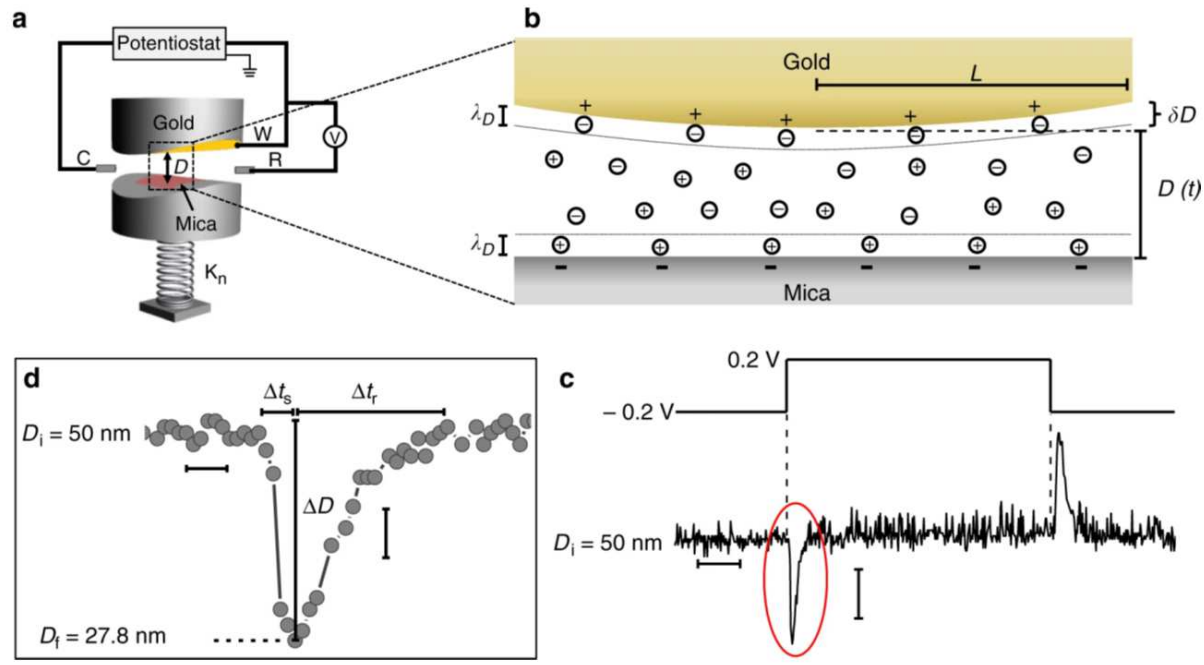 a
Potentiostat
Gold
W
V
C
D
R
Mica
Kn
b
Gold
L
λD
δD
D (t)
λD
Mica
d
Δts
Δtr
Di = 50 nm
ΔD
Df = 27.8 nm
c
0.2 V
– 0.2 V
Di = 50 nm